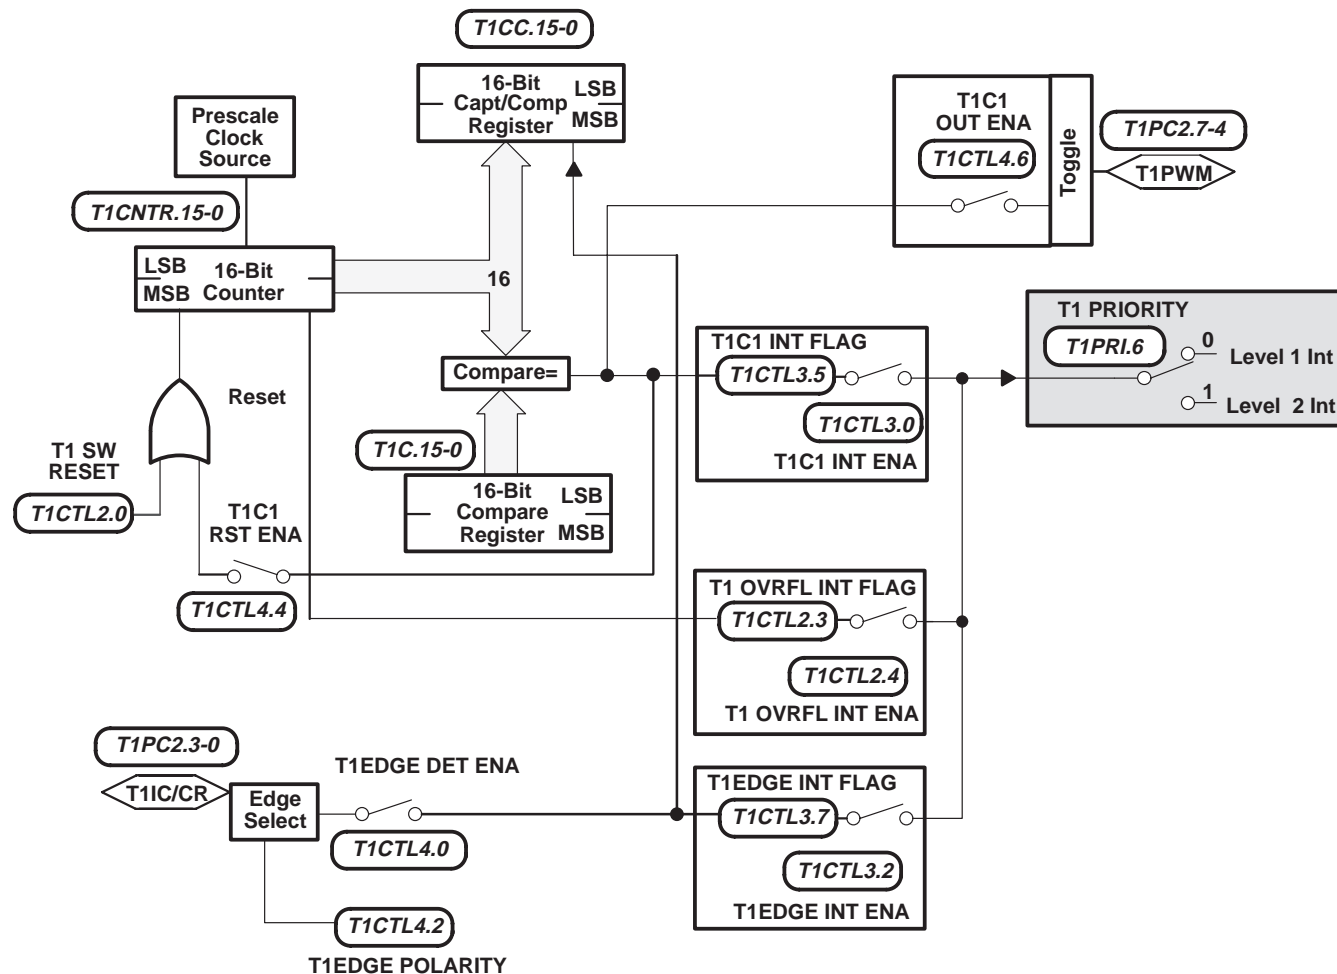 T1CC.15-0
16-Bit
Capt/Comp
Register
LSB
MSB
Prescale
Clock
Source
T1CNTR.15-0
LSB
MSB
16-Bit
Counter
16
T1C1
OUT ENA
T1CTL4.6
Toggle
T1PC2.7-4
T1PWM
Compare=
T1C.15-0
16-Bit
Compare
Register
LSB
MSB
Reset
T1 SW
RESET
T1CTL2.0
T1C1
RST ENA
T1CTL4.4
T1C1 INT FLAG
T1CTL3.5
T1CTL3.0
T1C1 INT ENA
T1 PRIORITY
T1PRI.6
0
Level 1 Int
1
Level 2 Int
T1 OVRFL INT FLAG
T1CTL2.3
T1CTL2.4
T1 OVRFL INT ENA
T1PC2.3-0
T1IC/CR
Edge
Select
T1EDGE DET ENA
T1CTL4.0
T1CTL4.2
T1EDGE POLARITY
T1EDGE INT FLAG
T1CTL3.7
T1CTL3.2
T1EDGE INT ENA